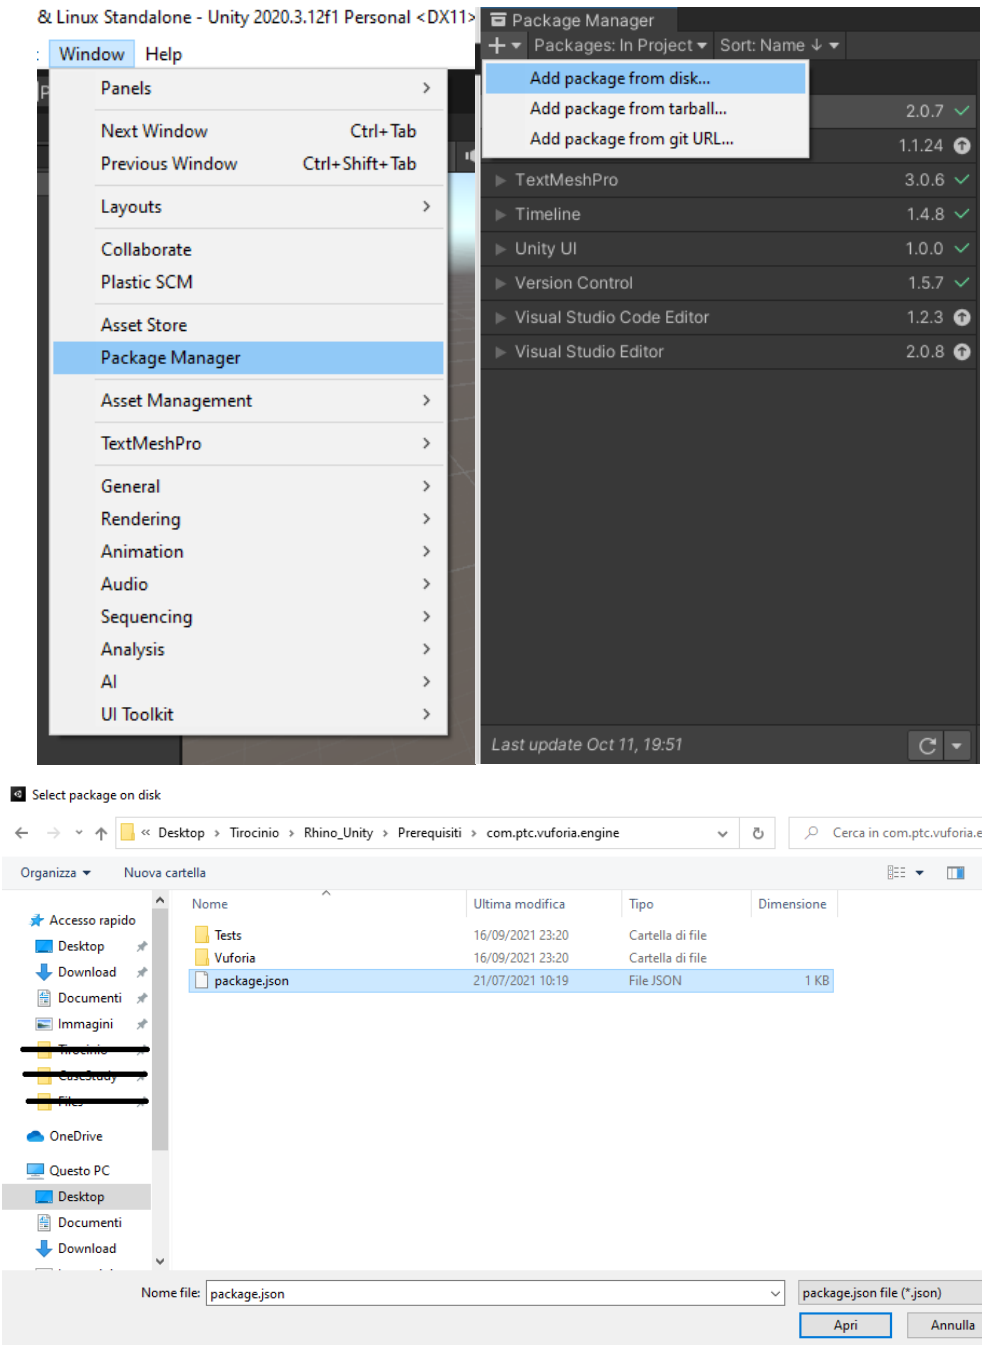 & Linux Standalone - Unity 2020.3.12f1 Personal <DX11>
Window Help
Panels
Next Window Ctrl+Tab
Previous Window Ctrl+Shift+Tab
Layouts
Collaborate
Plastic SCM
Asset Store
Package Manager
Asset Management
TextMeshPro
General
Rendering
Animation
Audio
Sequencing
Analysis
AI
UI Toolkit
Package Manager
Packages: In Project Sort: Name ↓
Add package from disk...
Add package from tarball...
Add package from git URL...
2.0.7
1.1.24
TextMeshPro 3.0.6
Timeline 1.4.8
Unity UI 1.0.0
Version Control 1.5.7
Visual Studio Code Editor 1.2.3
Visual Studio Editor 2.0.8
Last update Oct 11, 19:51
Select package on disk
« Desktop > Tirocinio > Rhino_Unity > Prerequisiti > com.ptc.vuforia.engine
Cerca in com.ptc.vuforia.e
Organizza Nuova cartella
Nome Ultima modifica Tipo Dimensione
Tests 16/09/2021 23:20 Cartella di file
Vuforia 16/09/2021 23:20 Cartella di file
package.json 21/07/2021 10:19 File JSON 1 KB
Accesso rapido
Desktop
Download
Documenti
Immagini
Tirocinio
CaseStudy
Files
OneDrive
Questo PC
Desktop
Documenti
Download
Nome file: package.json
package.json file (*.json)
Apri Annulla